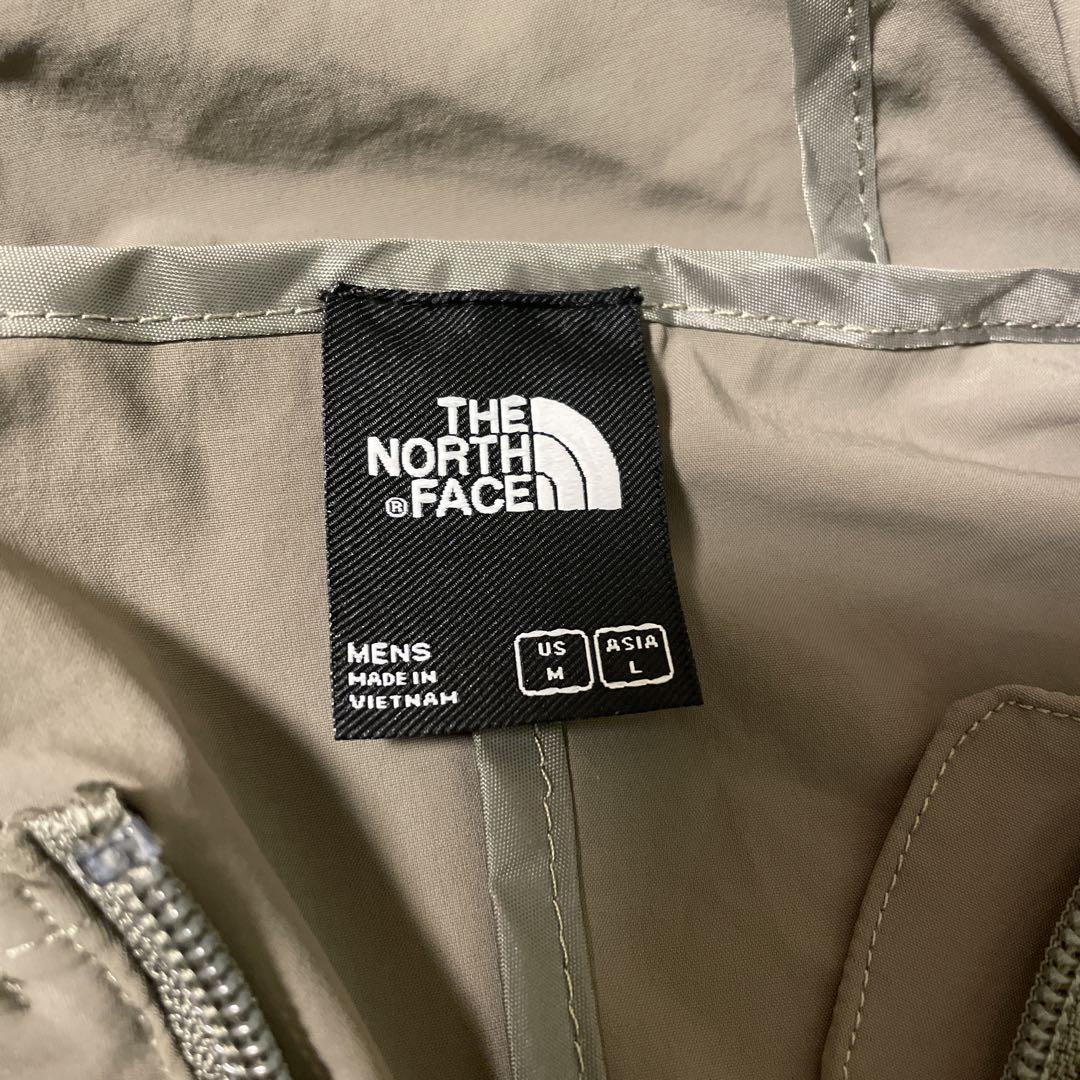 THE
NORTH
®FACE
MENS
MADE IN
VIETNAM
US
M
ASIA
L